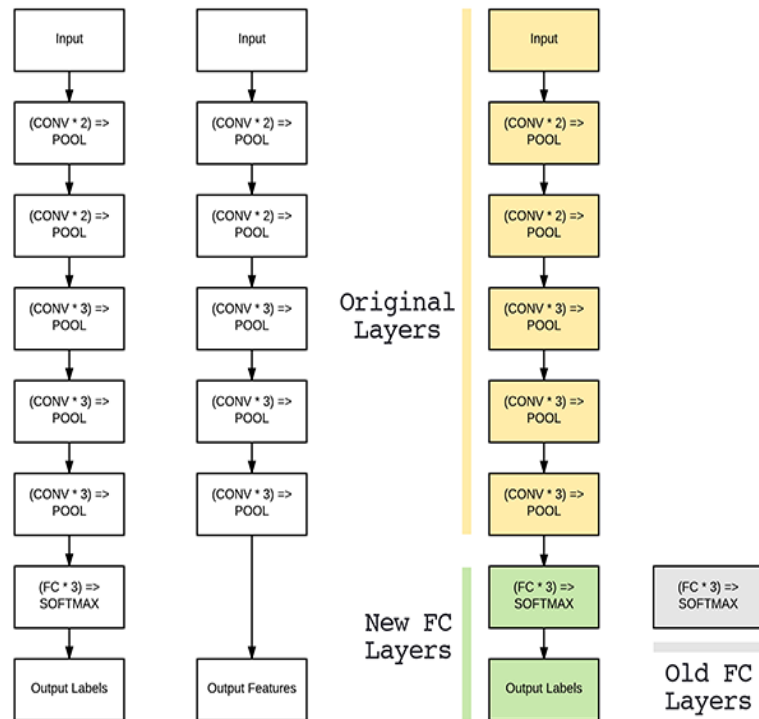 Input
(CONV * 2) =>
POOL
(CONV * 2) =>
POOL
(CONV * 3) =>
POOL
(CONV * 3) =>
POOL
(CONV * 3) =>
POOL
(FC * 3) =>
SOFTMAX
Output Labels
Input
(CONV * 2) =>
POOL
(CONV * 2) =>
POOL
(CONV * 3) =>
POOL
(CONV * 3) =>
POOL
(CONV * 3) =>
POOL
Output Features
Original
Layers
New FC
Layers
Input
(CONV * 2) =>
POOL
(CONV * 2) =>
POOL
(CONV * 3) =>
POOL
(CONV * 3) =>
POOL
(CONV * 3) =>
POOL
(FC * 3) =>
SOFTMAX
Output Labels
(FC * 3) =>
SOFTMAX
Old FC
Layers